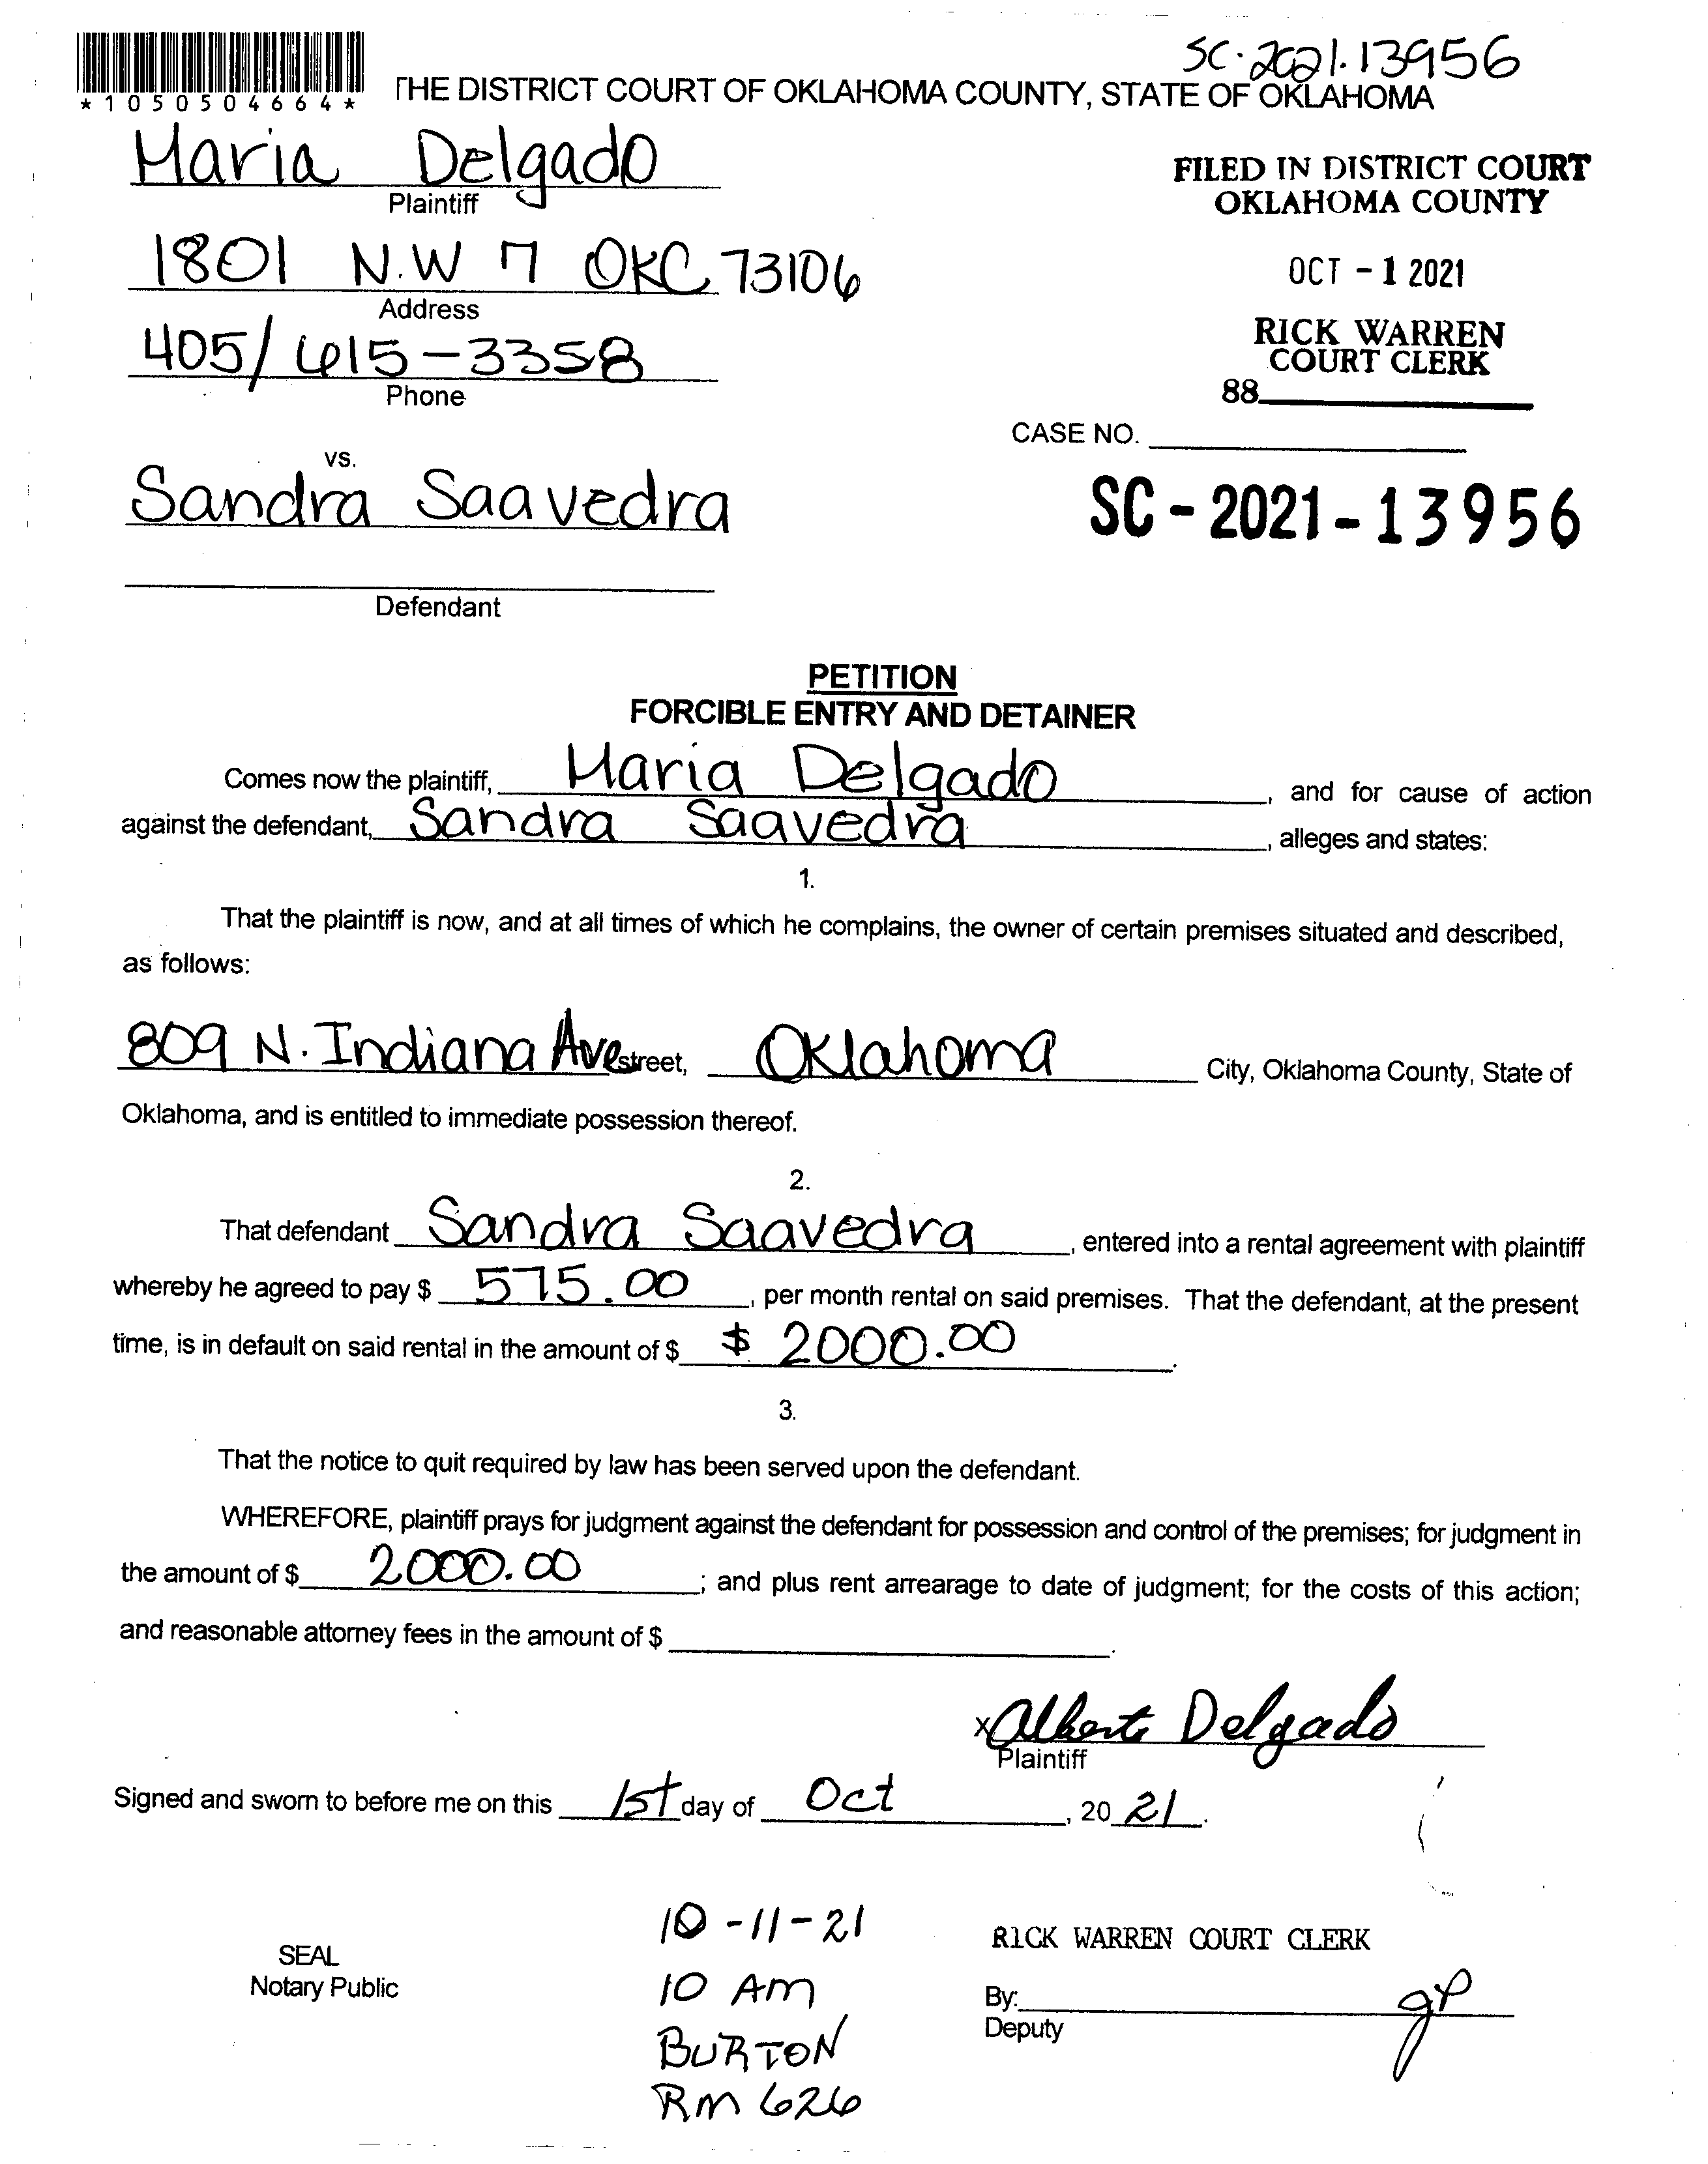 SC.2021.13956
*1050504664*
THE DISTRICT COURT OF OKLAHOMA COUNTY, STATE OF OKLAHOMA
Maria Delgado
Plaintiff
FILED IN DISTRICT COURT
OKLAHOMA COUNTY
1801 N.W 7 OKC 73106
Address
OCT - 1 2021
405/615-3358
Phone
RICK WARREN
COURT CLERK
88
CASE NO.
vs.
Sandra Saavedra
SC - 2021 - 13956
Defendant
PETITION
FORCIBLE ENTRY AND DETAINER
Comes now the plaintiff, Maria Delgado, and for cause of action
against the defendant, Sandra Saavedra, alleges and states:
1.
That the plaintiff is now, and at all times of which he complains, the owner of certain premises situated and described,
as follows:
809 N. Indiana Ave street, Oklahoma City, Oklahoma County, State of
Oklahoma, and is entitled to immediate possession thereof.
2.
That defendant Sandra Saavedra, entered into a rental agreement with plaintiff
whereby he agreed to pay $ 575.00, per month rental on said premises. That the defendant, at the present
time, is in default on said rental in the amount of $ $ 2000.00.
3.
That the notice to quit required by law has been served upon the defendant.
WHEREFORE, plaintiff prays for judgment against the defendant for possession and control of the premises; for judgment in
the amount of $ 2000.00; and plus rent arrearage to date of judgment; for the costs of this action;
and reasonable attorney fees in the amount of $ .
x Alberto Delgado
Plaintiff
Signed and sworn to before me on this 1st day of Oct, 20 21.
10-11-21
10 AM
BURTON
RM 626
SEAL
Notary Public
RICK WARREN COURT CLERK
By: gp
Deputy